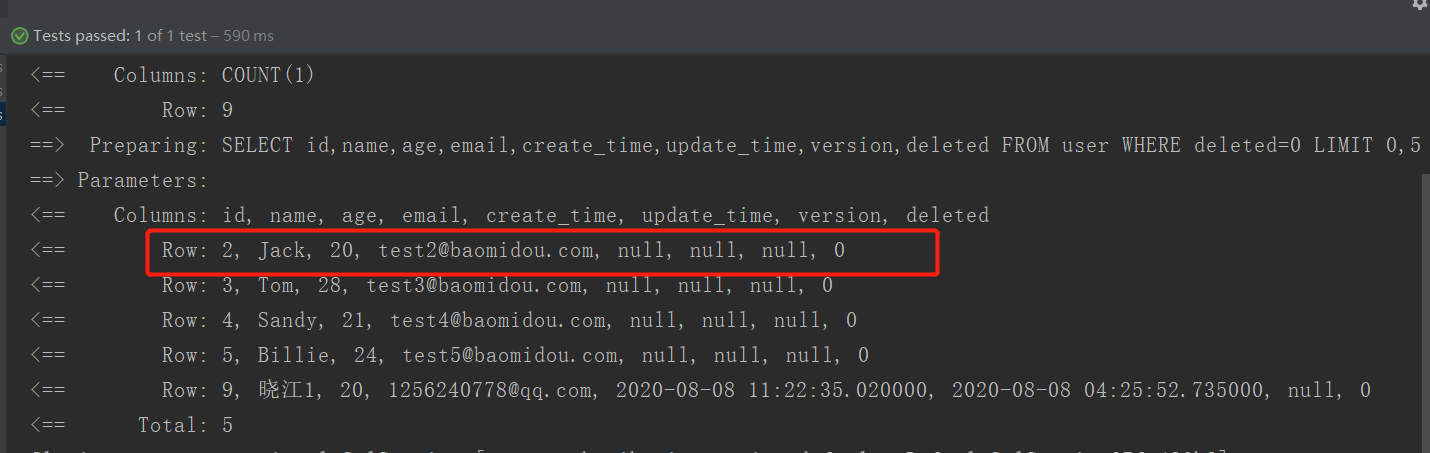 Tests passed: 1 of 1 test – 590 ms
<==    Columns: COUNT(1)
<==        Row: 9
==>  Preparing: SELECT id,name,age,email,create_time,update_time,version,deleted FROM user WHERE deleted=0 LIMIT 0,5
==> Parameters:
<==    Columns: id, name, age, email, create_time, update_time, version, deleted
<==        Row: 2, Jack, 20, test2@baomidou.com, null, null, null, 0
<==        Row: 3, Tom, 28, test3@baomidou.com, null, null, null, 0
<==        Row: 4, Sandy, 21, test4@baomidou.com, null, null, null, 0
<==        Row: 5, Billie, 24, test5@baomidou.com, null, null, null, 0
<==        Row: 9, 晓江1, 20, 1256240778@qq.com, 2020-08-08 11:22:35.020000, 2020-08-08 04:25:52.735000, null, 0
<==      Total: 5